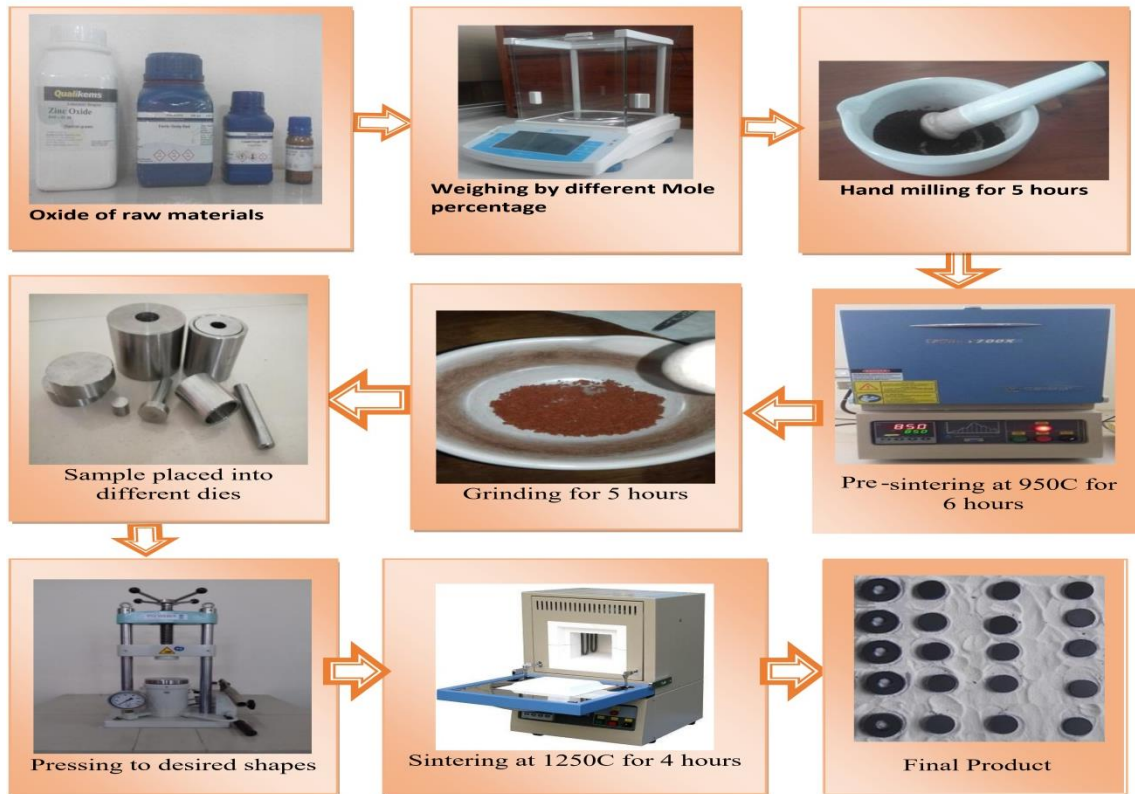 Qualikems
Zinc Oxide
Oxide of raw materials
Weighing by different Mole
percentage
Hand milling for 5 hours
850
850
Pre-sintering at 950C for
6 hours
Grinding for 5 hours
Sample placed into
different dies
Pressing to desired shapes
Sintering at 1250C for 4 hours
Final Product